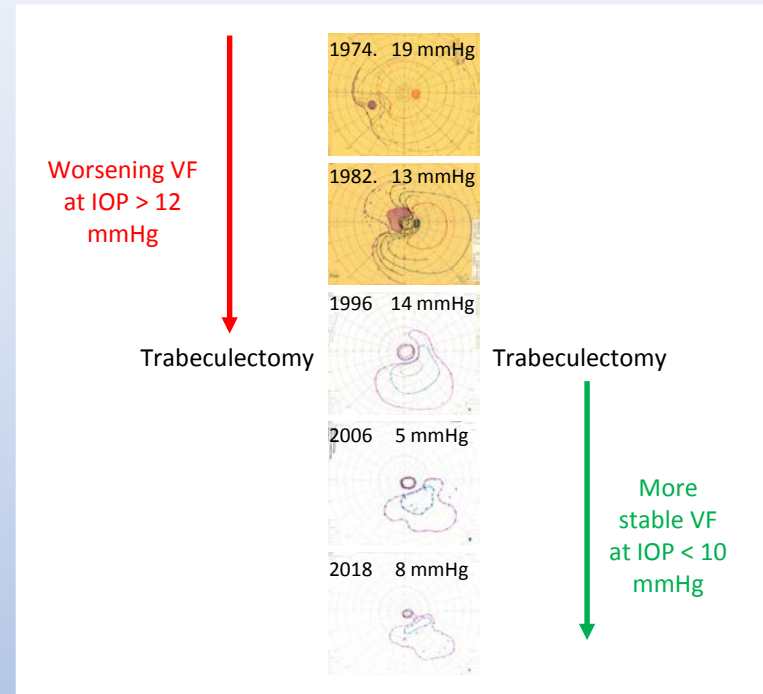 1974. 19 mmHg
Worsening VF
at IOP > 12
mmHg
1982. 13 mmHg
1996 14 mmHg
Trabeculectomy
Trabeculectomy
2006 5 mmHg
More
stable VF
at IOP < 10
mmHg
2018 8 mmHg